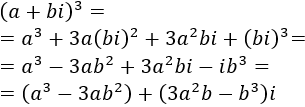 (a + bi)³ =
= a³ + 3a(bi)² + 3a²bi + (bi)³=
= a³ − 3ab² + 3a²bi − ib³ =
= (a³ − 3ab²) + (3a²b − b³)i